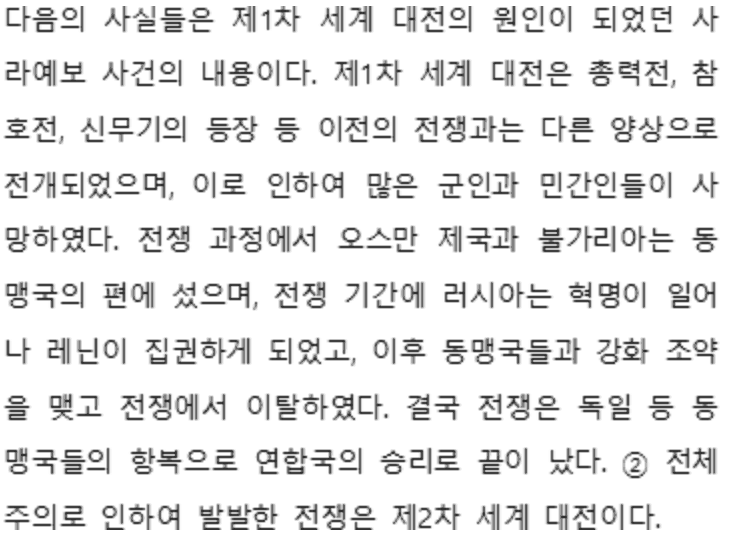 다음의 사실들은 제1차 세계 대전의 원인이 되었던 사
라예보 사건의 내용이다. 제1차 세계 대전은 총력전, 참
호전, 신무기의 등장 등 이전의 전쟁과는 다른 양상으로
전개되었으며, 이로 인하여 많은 군인과 민간인들이 사
망하였다. 전쟁 과정에서 오스만 제국과 불가리아는 동
맹국의 편에 섰으며, 전쟁 기간에 러시아는 혁명이 일어
나 레닌이 집권하게 되었고, 이후 동맹국들과 강화 조약
을 맺고 전쟁에서 이탈하였다. 결국 전쟁은 독일 등 동
맹국들의 항복으로 연합국의 승리로 끝이 났다. ② 전체
주의로 인하여 발발한 전쟁은 제2차 세계 대전이다.